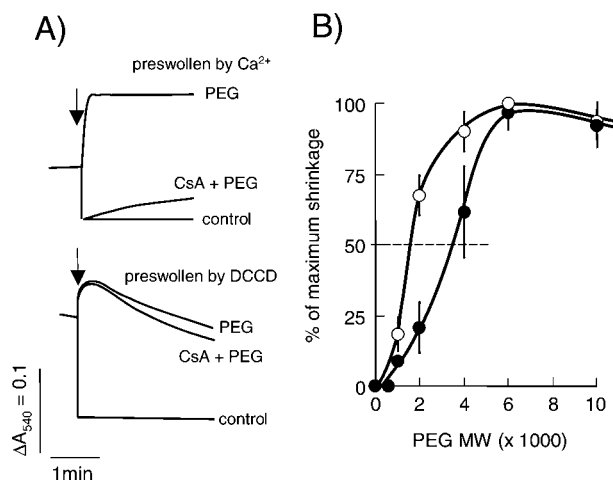 A)
preswollen by Ca²⁺
PEG
CsA + PEG
control
preswollen by DCCD
PEG
CsA + PEG
control
ΔA₅₄₀ = 0.1
1min
B)
% of maximum shrinkage
100
75
50
25
0
0 2 4 6 8 10
PEG MW (x 1000)